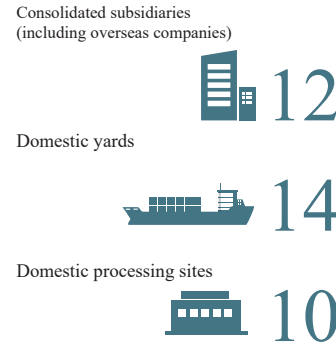 Consolidated subsidiaries
(including overseas companies)
12
Domestic yards
14
Domestic processing sites
10